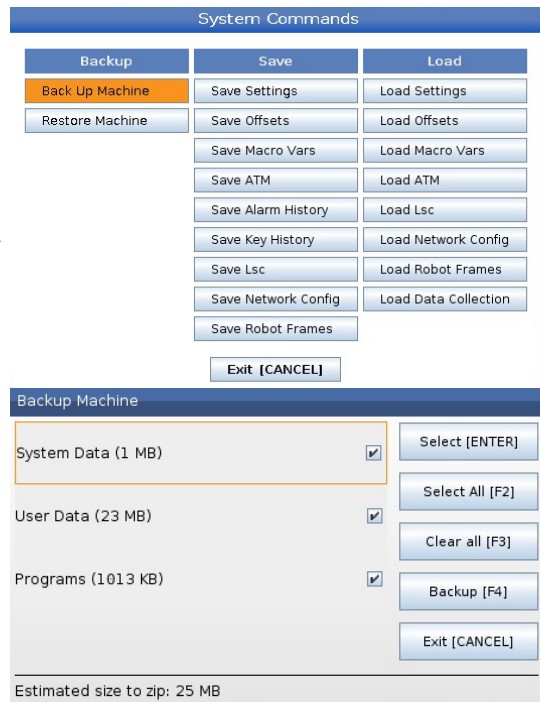 System Commands
Backup Save Load
Back Up Machine Save Settings Load Settings
Restore Machine Save Offsets Load Offsets
Save Macro Vars Load Macro Vars
Save ATM Load ATM
Save Alarm History Load Lsc
Save Key History Load Network Config
Save Lsc Load Robot Frames
Save Network Config Load Data Collection
Save Robot Frames
Exit [CANCEL]
Backup Machine
System Data (1 MB) Select [ENTER]
Select All [F2]
User Data (23 MB)
Clear all [F3]
Programs (1013 KB)
Backup [F4]
Exit [CANCEL]
Estimated size to zip: 25 MB